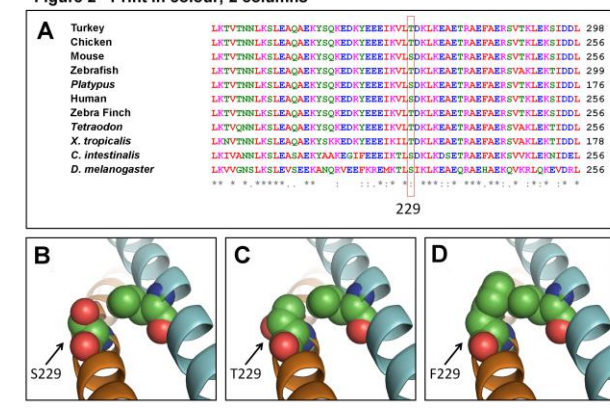 Figure 2 - Print in colour; 2 columns
A
Turkey LKTVTNNLKSLEAQAEKYSQKEDKYEEEIKVLTDKLKEAETRAEFAERSVTKLEKSIDDL 298
Chicken LKTVTNNLKSLEAQAEKYSQKEDKYEEEIKVLTDKLKEAETRAEFAERSVTKLEKSIDDL 256
Mouse LKTVTNNLKSLEAQAEKYSQKEDKYEEEIKVLSDKLKEAETRAEFAERSVTKLEKSIDDL 256
Zebrafish LKTVTNNLKSLEAQAEKYSQKEDKYEEEIKVLTDKLKEAETRAEFAERSVAKLEKTIDDL 299
Platypus LKTVTNNLKSLEAQAEKYSQKEDKYEEEIKVLSDKLKEAETRAEFAERSVTKLEKSIDDL 176
Human LKTVTNNLKSLEAQAEKYSQKEDRYEEEIKVLSDKLKEAETRAEFAERSVTKLEKSIDDL 256
Zebra Finch LKTVTNNLKSLEAQAEKYSQKEDKYEEEIKVLTDKLKEAETRAEFAERSVTKLEKSIDDL 256
Tetraodon LKTVQNNLKSLEAQAEKYSQKEDKYEEEIKVLTDKLKEAETRAEFAERSVAKLEKTIDDL 256
X. tropicalis LKNVTNNLKSLEAQAEKYSKKEDKYEEEIKILTDKLKEAETRAEFAERSVTKLEKTIDDL 178
C. intestinalis LKIVANNLKSLEASAEKYAAKEGIFEEEIKTLSDKLKDSETRAEFAERSVVKLEKNIDEL 256
D. melanogaster LKVVGNSLKSLEVSEEKANQRVEEFKREMKTLSIKLKEAEQRAEHAEKQVKRLQKEVDRL 256
229
B
S229
C
T229
D
F229